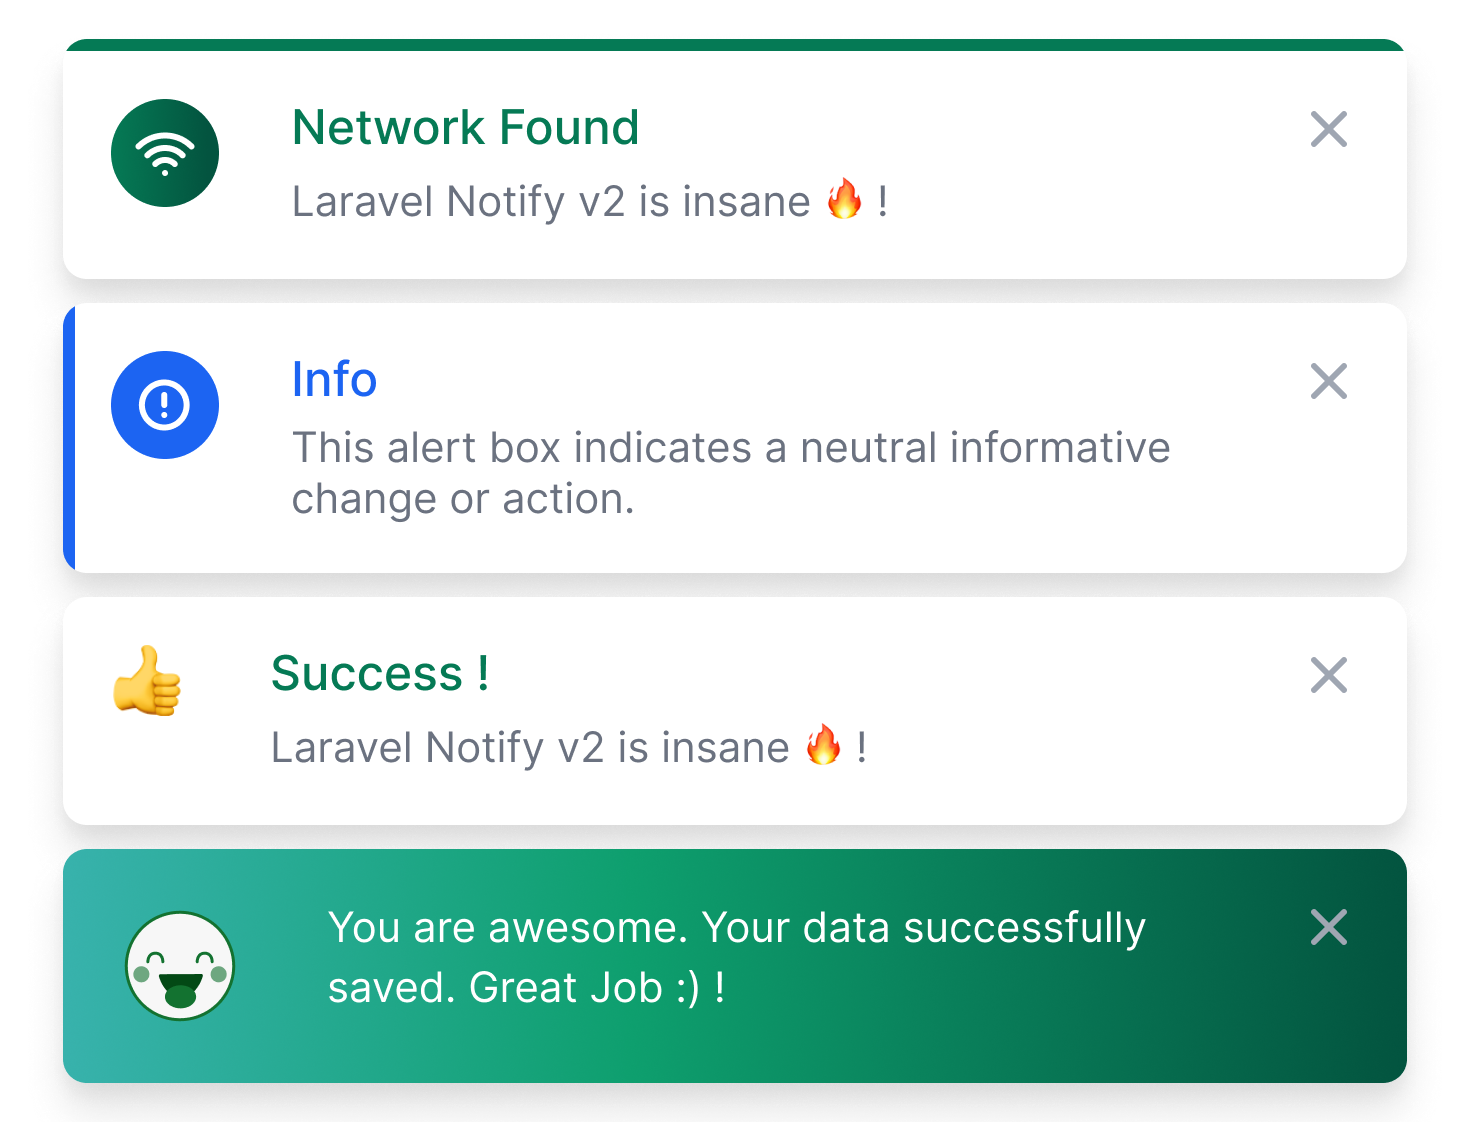 Network Found
Laravel Notify v2 is insane 🔥 !
Info
This alert box indicates a neutral informative
change or action.
Success !
Laravel Notify v2 is insane 🔥 !
You are awesome. Your data successfully
saved. Great Job :) !